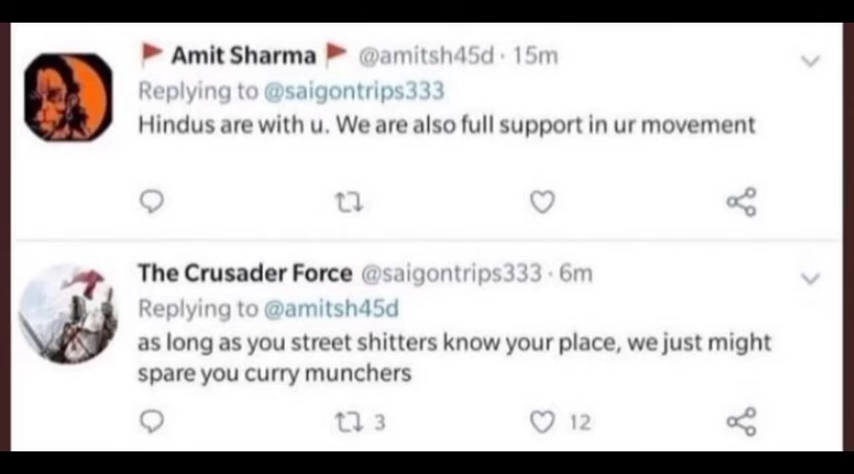 Amit Sharma @amitsh45d · 15m
Replying to @saigontrips333
Hindus are with u. We are also full support in ur movement
The Crusader Force @saigontrips333 · 6m
Replying to @amitsh45d
as long as you street shitters know your place, we just might
spare you curry munchers
3 12